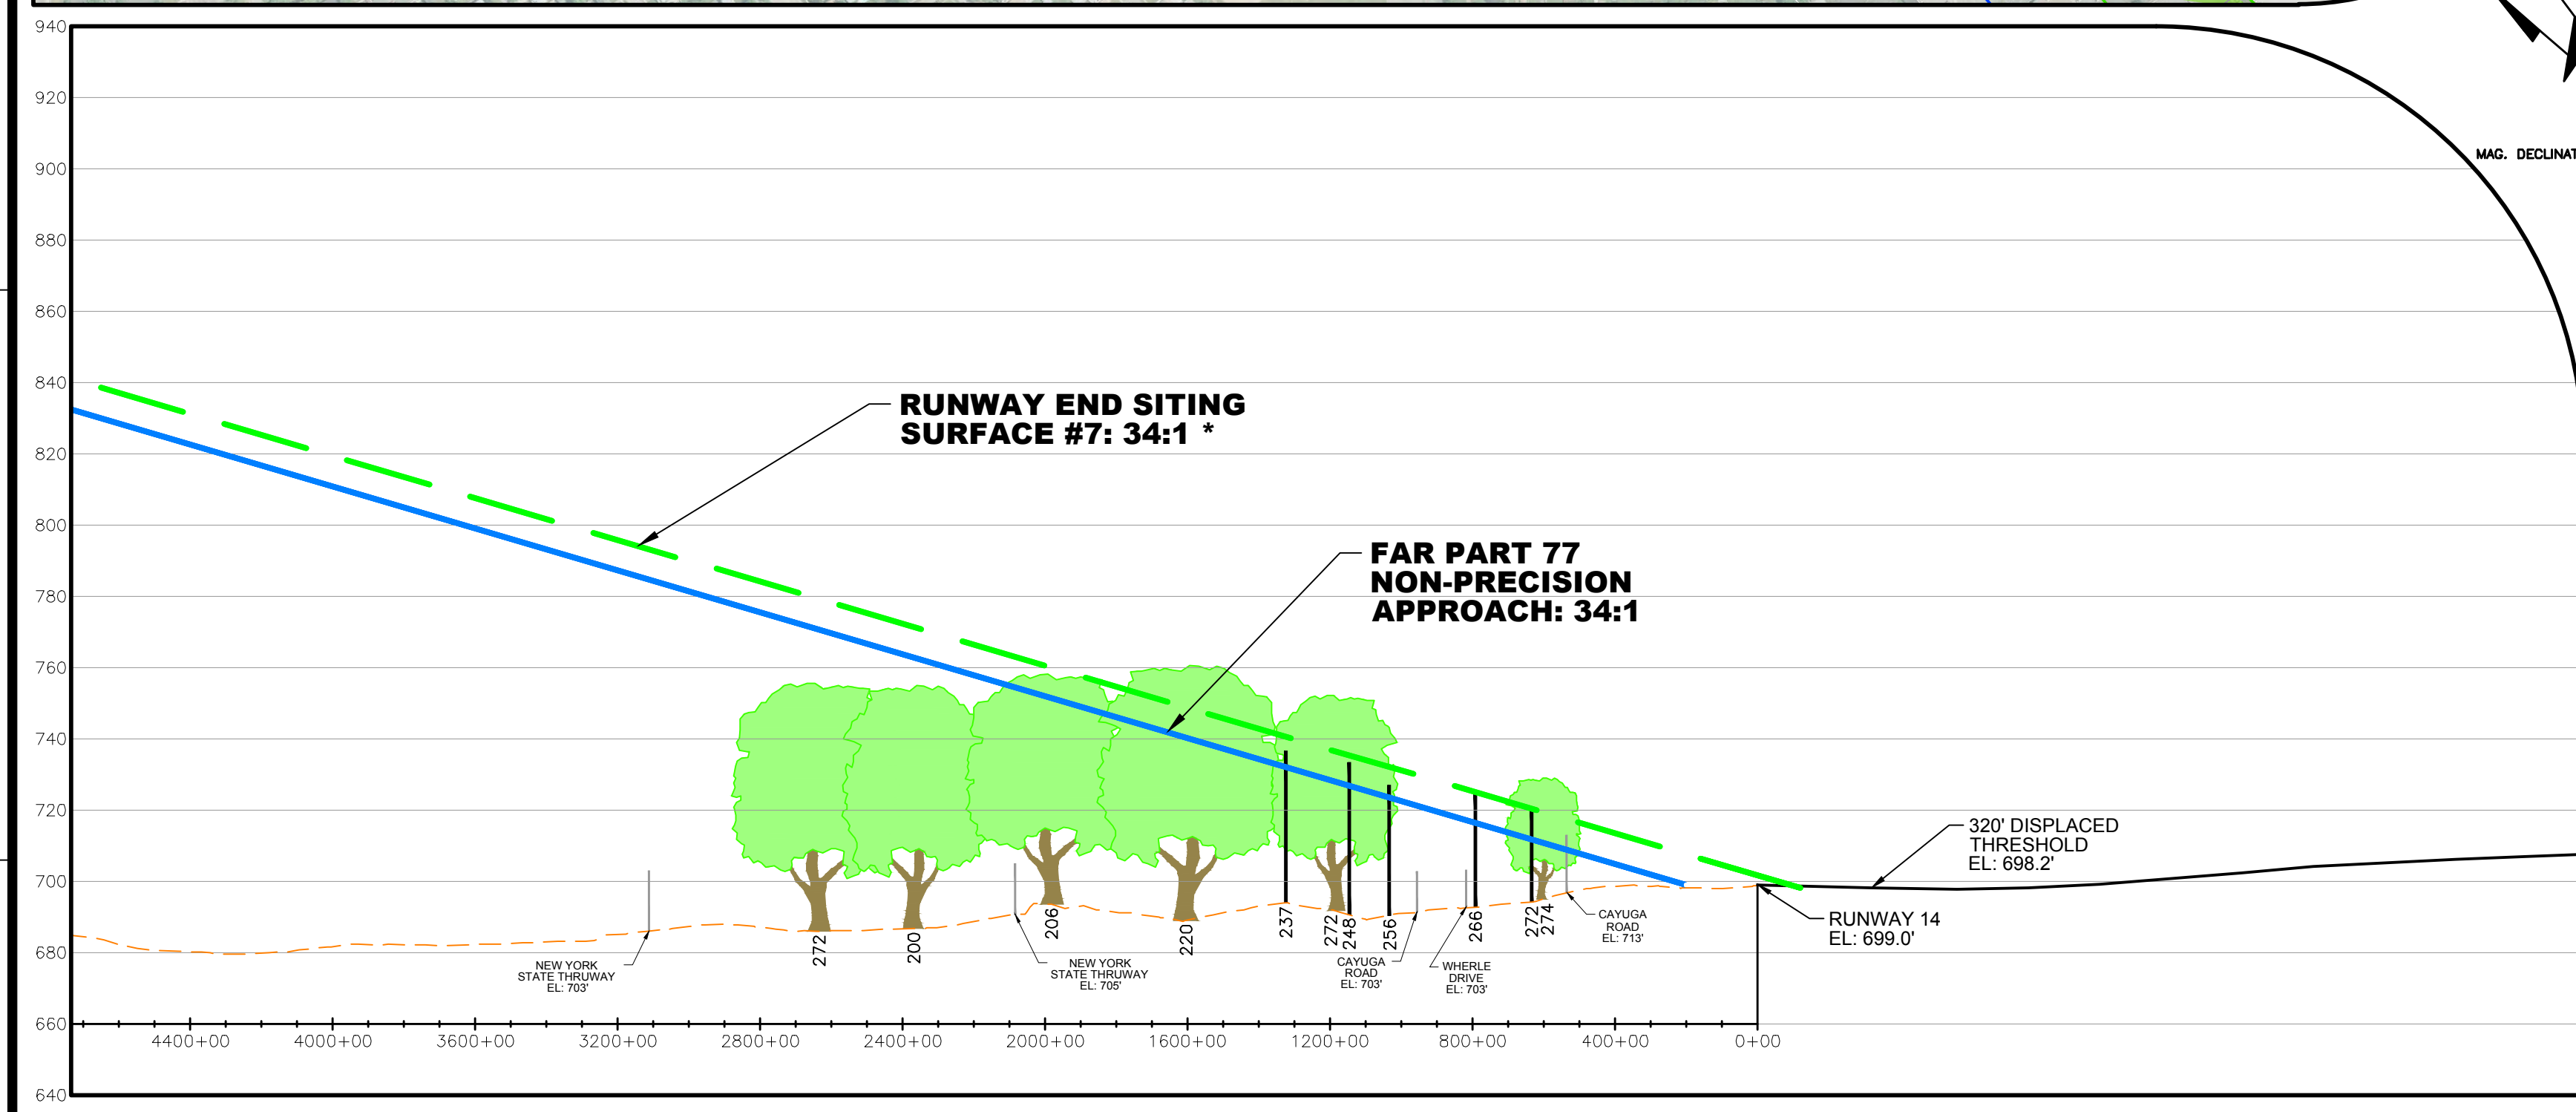 940
920
900
880
860
840
820
800
780
760
740
720
700
680
660
640
MAG. DECLINAT
RUNWAY END SITING
SURFACE #7: 34:1 *
FAR PART 77
NON-PRECISION
APPROACH: 34:1
320' DISPLACED
THRESHOLD
EL: 698.2'
RUNWAY 14
EL: 699.0'
272
200
206
220
237
272
248
256
266
272
274
NEW YORK
STATE THRUWAY
EL: 703'
NEW YORK
STATE THRUWAY
EL: 705'
CAYUGA
ROAD
EL: 703'
WHERLE
DRIVE
EL: 703'
CAYUGA
ROAD
EL: 713'
4400+00 4000+00 3600+00 3200+00 2800+00 2400+00 2000+00 1600+00 1200+00 800+00 400+00 0+00